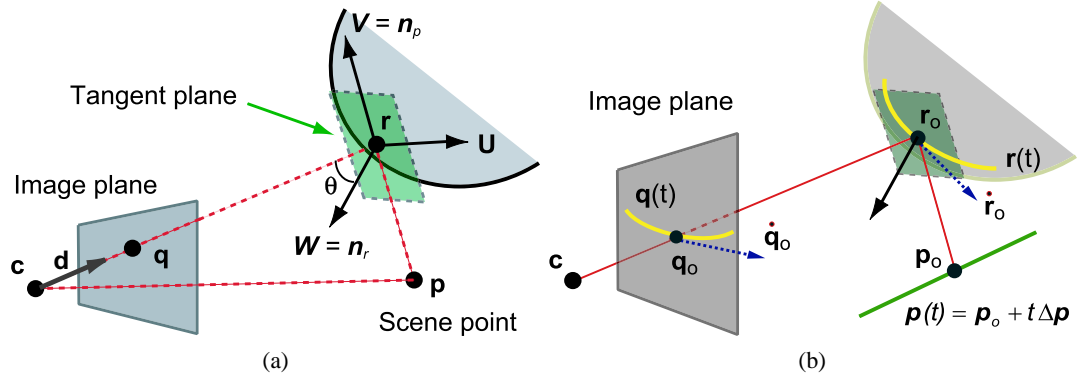 V = n_p
Tangent plane
r
U
Image plane
θ
W = n_r
c
d
q
p
Scene point
(a)
Image plane
r_o
r(t)
q(t)
ṙ_o
q̇_o
q_o
c
p_o
p(t) = p_o + t Δp
(b)